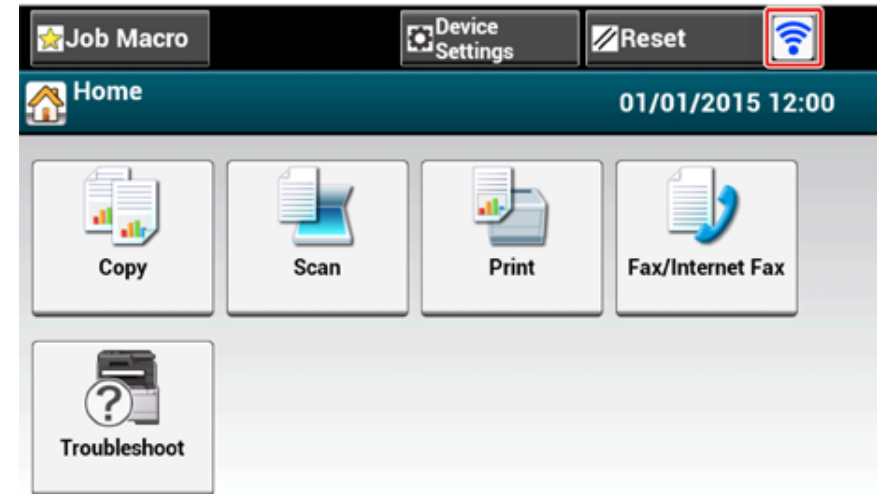 Job Macro
Device
Settings
Reset
Home
01/01/2015 12:00
Copy
Scan
Print
Fax/Internet Fax
?
Troubleshoot